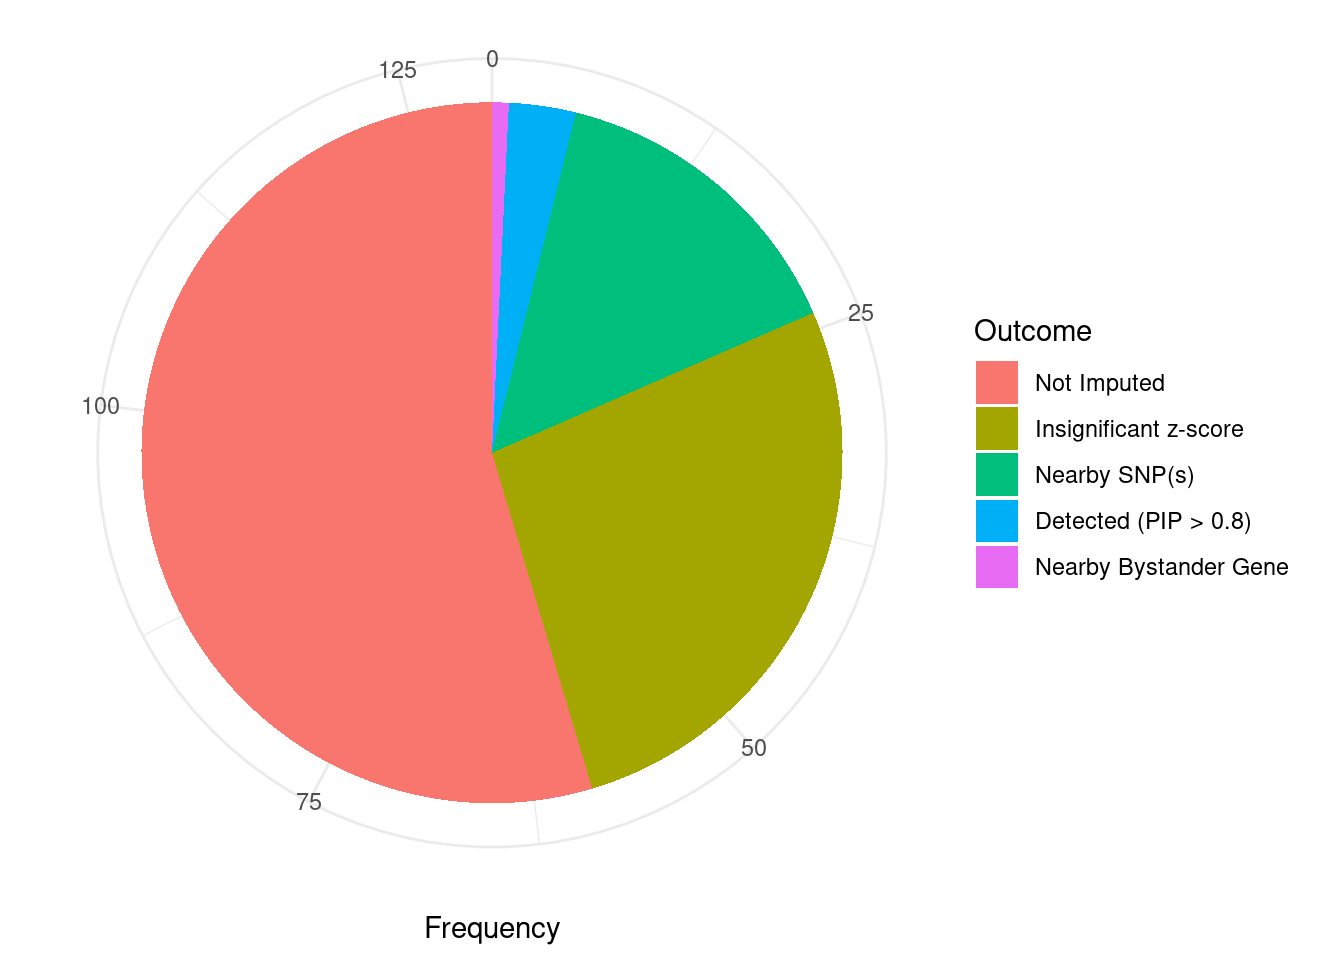 0
125
25
100
50
75
Frequency
Outcome
Not Imputed
Insignificant z-score
Nearby SNP(s)
Detected (PIP > 0.8)
Nearby Bystander Gene